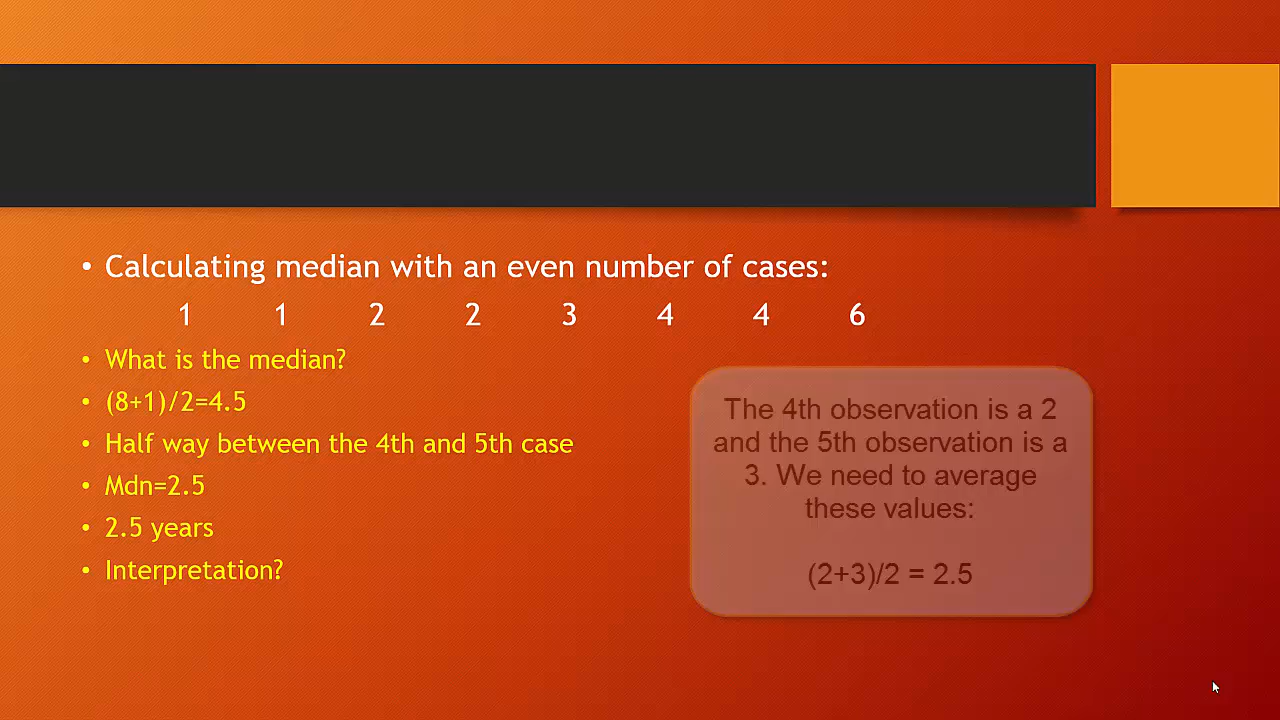 • Calculating median with an even number of cases:
1 1 2 2 3 4 4 6
• What is the median?
• (8+1)/2=4.5
• Half way between the 4th and 5th case
• Mdn=2.5
• 2.5 years
• Interpretation?
The 4th observation is a 2
and the 5th observation is a
3. We need to average
these values:
(2+3)/2 = 2.5